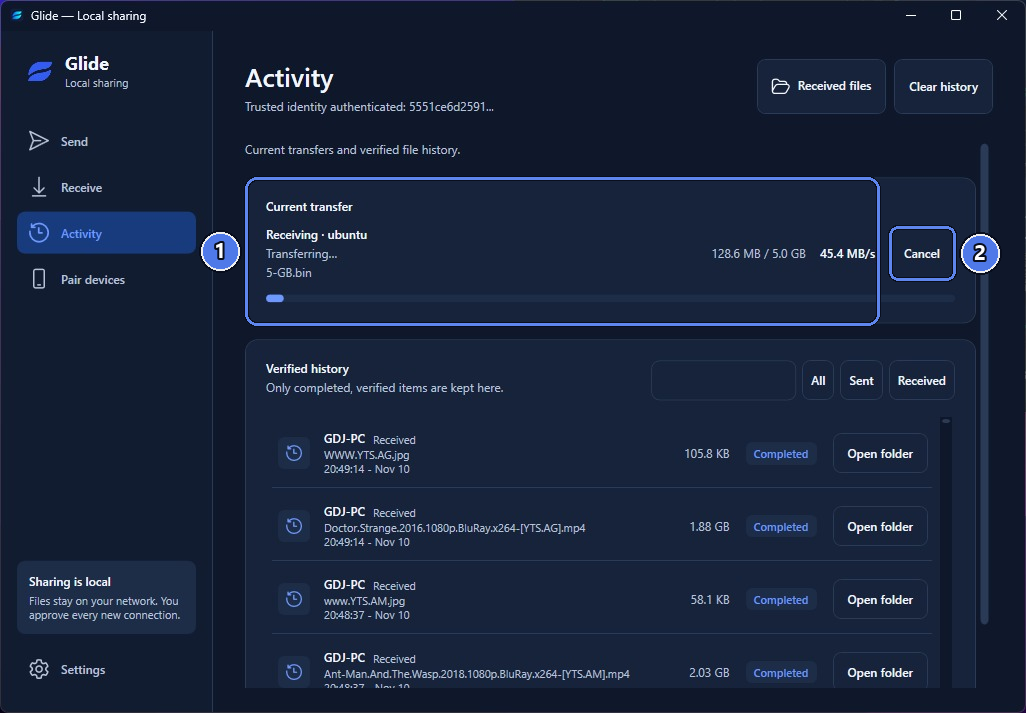 Glide — Local sharing
Glide
Local sharing
Send
Receive
Activity
Pair devices
Sharing is local
Files stay on your network. You
approve every new connection.
Settings
Activity
Trusted identity authenticated: 5551ce6d2591...
Received files
Clear history
Current transfers and verified file history.
1
Current transfer
Receiving · ubuntu
Transferring...
128.6 MB / 5.0 GB 45.4 MB/s
5-GB.bin
Cancel
2
Verified history
Only completed, verified items are kept here.
All
Sent
Received
GDJ-PC Received
WWW.YTS.AG.jpg
20:49:14 - Nov 10
105.8 KB
Completed
Open folder
GDJ-PC Received
Doctor.Strange.2016.1080p.BluRay.x264-[YTS.AG].mp4
20:49:14 - Nov 10
1.88 GB
Completed
Open folder
GDJ-PC Received
www.YTS.AM.jpg
20:48:37 - Nov 10
58.1 KB
Completed
Open folder
GDJ-PC Received
Ant-Man.And.The.Wasp.2018.1080p.BluRay.x264-[YTS.AM].mp4
20:48:37 - Nov 10
2.03 GB
Completed
Open folder